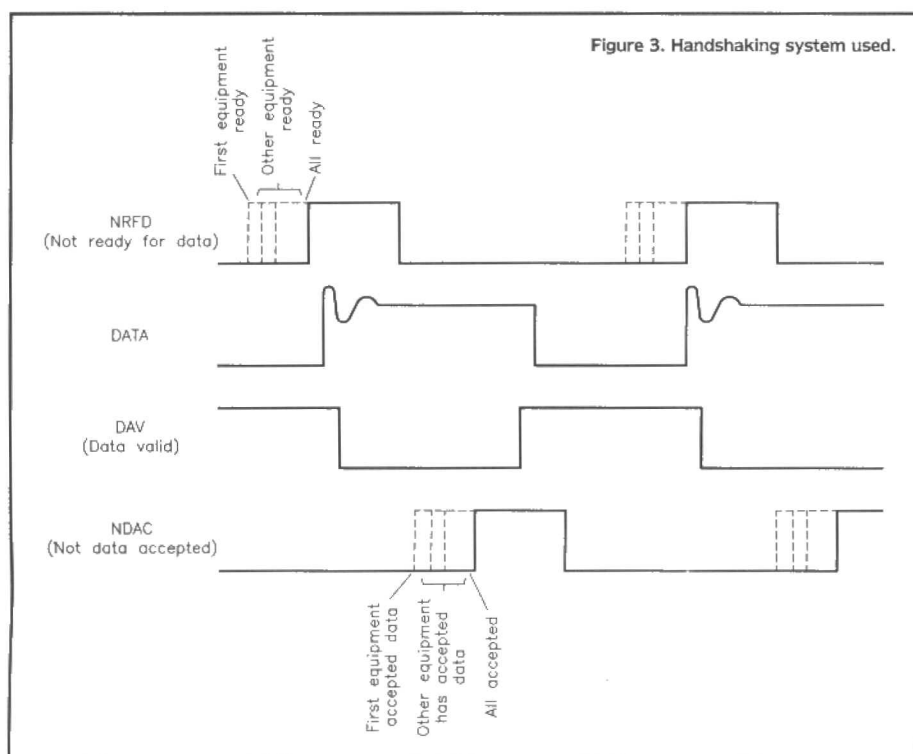 Figure 3. Handshaking system used.
First equipment
ready
Other equipment
ready
All ready
NRFD
(Not ready for data)
DATA
DAV
(Data valid)
NDAC
(Not data accepted)
First equipment
accepted data
Other equipment
has accepted
data
All accepted